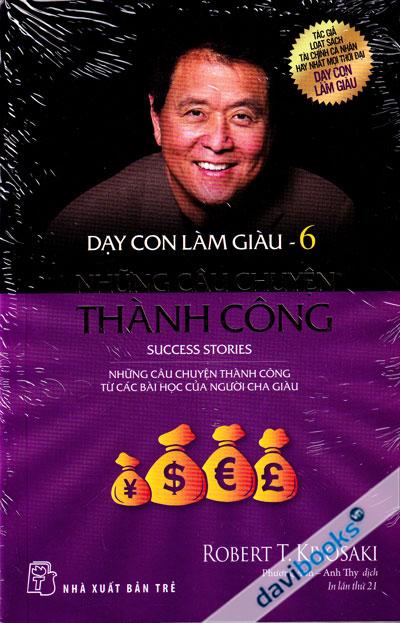 TÁC GIẢ
LOẠT SÁCH
TÀI CHÍNH CÁ NHÂN
HAY NHẤT MỌI THỜI ĐẠI
DẠY CON
LÀM GIÀU
DẠY CON LÀM GIÀU - 6
NHỮNG CÂU CHUYỆN
THÀNH CÔNG
SUCCESS STORIES
NHỮNG CÂU CHUYỆN THÀNH CÔNG
TỪ CÁC BÀI HỌC CỦA NGƯỜI CHA GIÀU
¥ $ € £
ROBERT T. KIYOSAKI
Anh Thy dịch
In lần thứ 21
NHÀ XUẤT BẢN TRẺ
davibooks.vn